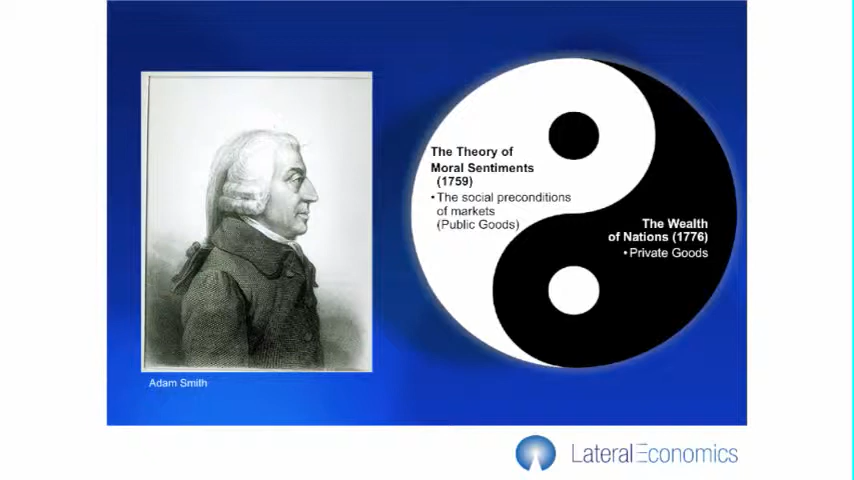 The Theory of
Moral Sentiments
(1759)
•The social preconditions
of markets
(Public Goods)
The Wealth
of Nations (1776)
•Private Goods
Adam Smith
LateralEconomics